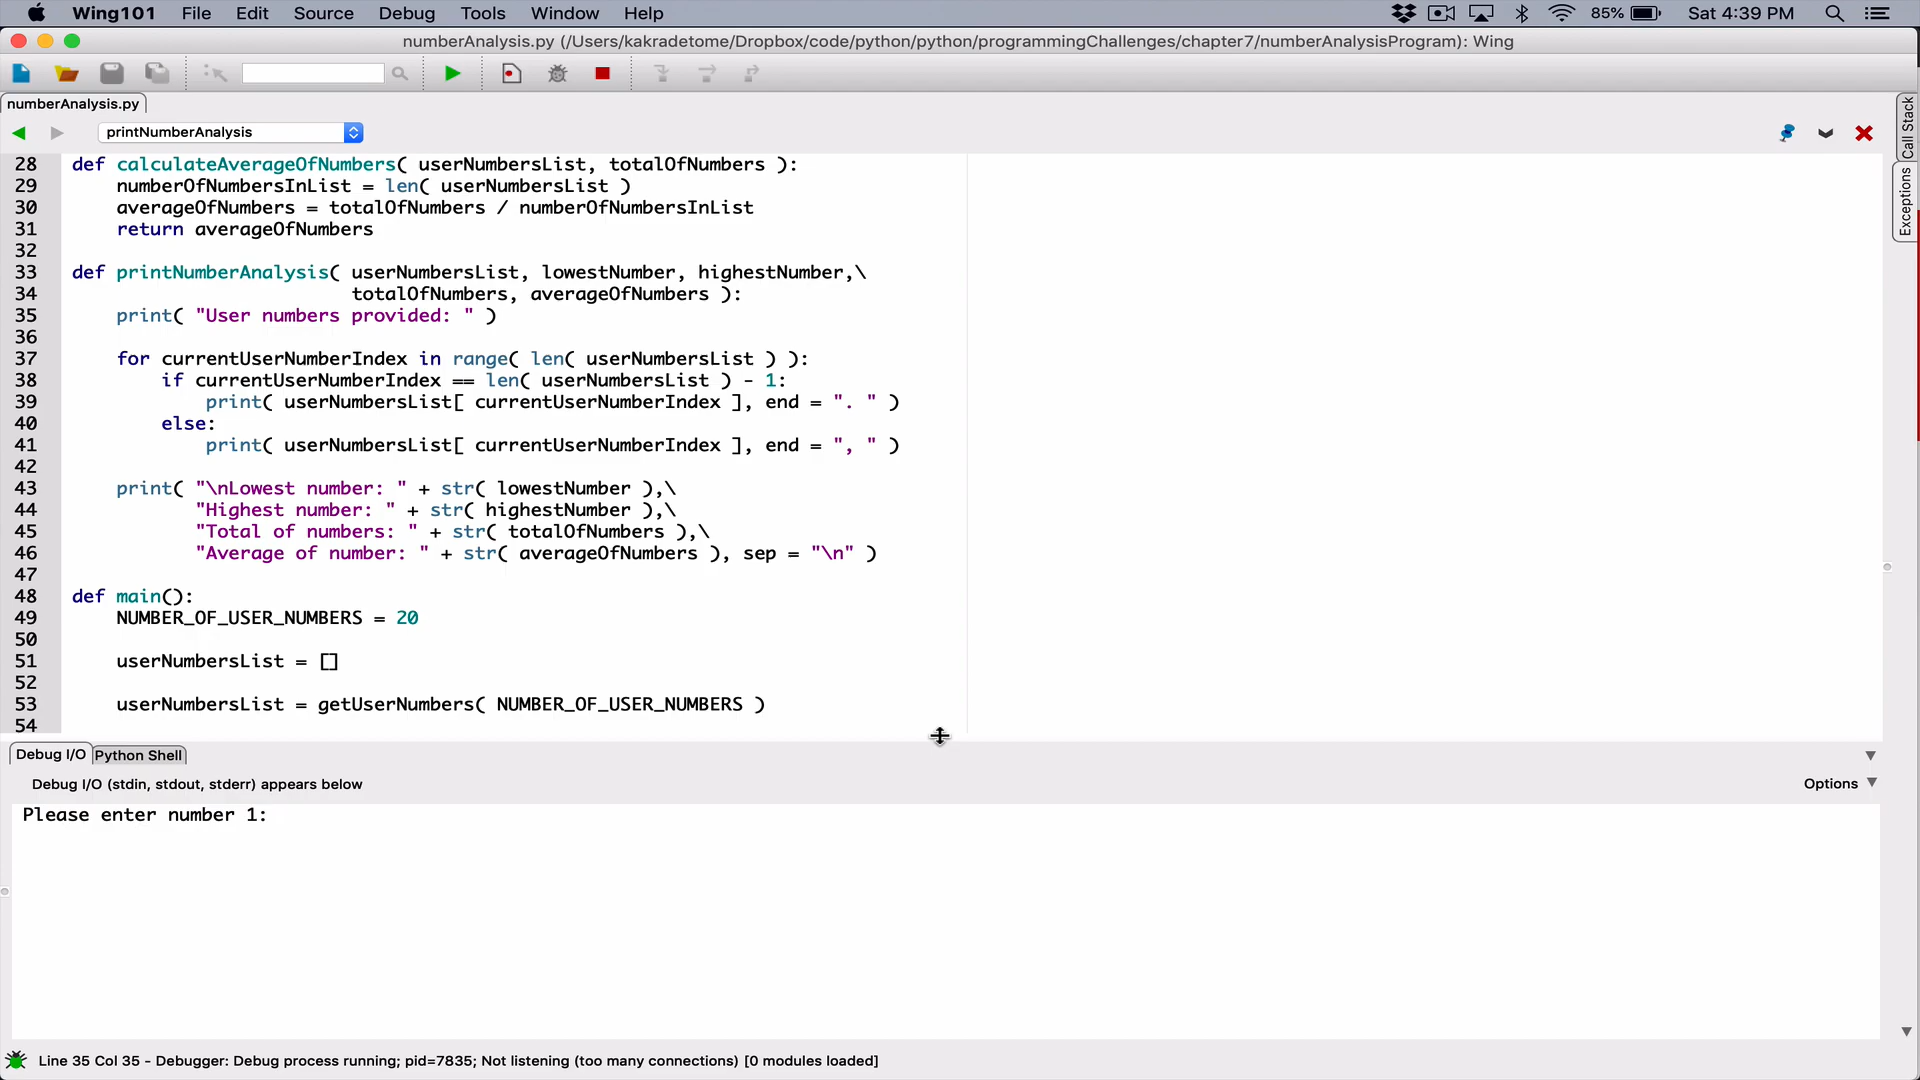 Wing101 File Edit Source Debug Tools Window Help 85% Sat 4:39 PM
numberAnalysis.py (/Users/kakradetome/Dropbox/code/python/python/programmingChallenges/chapter7/numberAnalysisProgram): Wing
numberAnalysis.py
printNumberAnalysis
28 def calculateAverageOfNumbers( userNumbersList, totalOfNumbers ):
29 numberOfNumbersInList = len( userNumbersList )
30 averageOfNumbers = totalOfNumbers / numberOfNumbersInList
31 return averageOfNumbers
32
33 def printNumberAnalysis( userNumbersList, lowestNumber, highestNumber,\
34 totalOfNumbers, averageOfNumbers ):
35 print( "User numbers provided: " )
36
37 for currentUserNumberIndex in range( len( userNumbersList ) ):
38 if currentUserNumberIndex == len( userNumbersList ) - 1:
39 print( userNumbersList[ currentUserNumberIndex ], end = ". " )
40 else:
41 print( userNumbersList[ currentUserNumberIndex ], end = ", " )
42
43 print( "\nLowest number: " + str( lowestNumber ),\
44 "Highest number: " + str( highestNumber ),\
45 "Total of numbers: " + str( totalOfNumbers ),\
46 "Average of number: " + str( averageOfNumbers ), sep = "\n" )
47
48 def main():
49 NUMBER_OF_USER_NUMBERS = 20
50
51 userNumbersList = []
52
53 userNumbersList = getUserNumbers( NUMBER_OF_USER_NUMBERS )
54
Call Stack
Exceptions
Debug I/O Python Shell
Debug I/O (stdin, stdout, stderr) appears below Options
Please enter number 1:
Line 35 Col 35 - Debugger: Debug process running; pid=7835; Not listening (too many connections) [0 modules loaded]